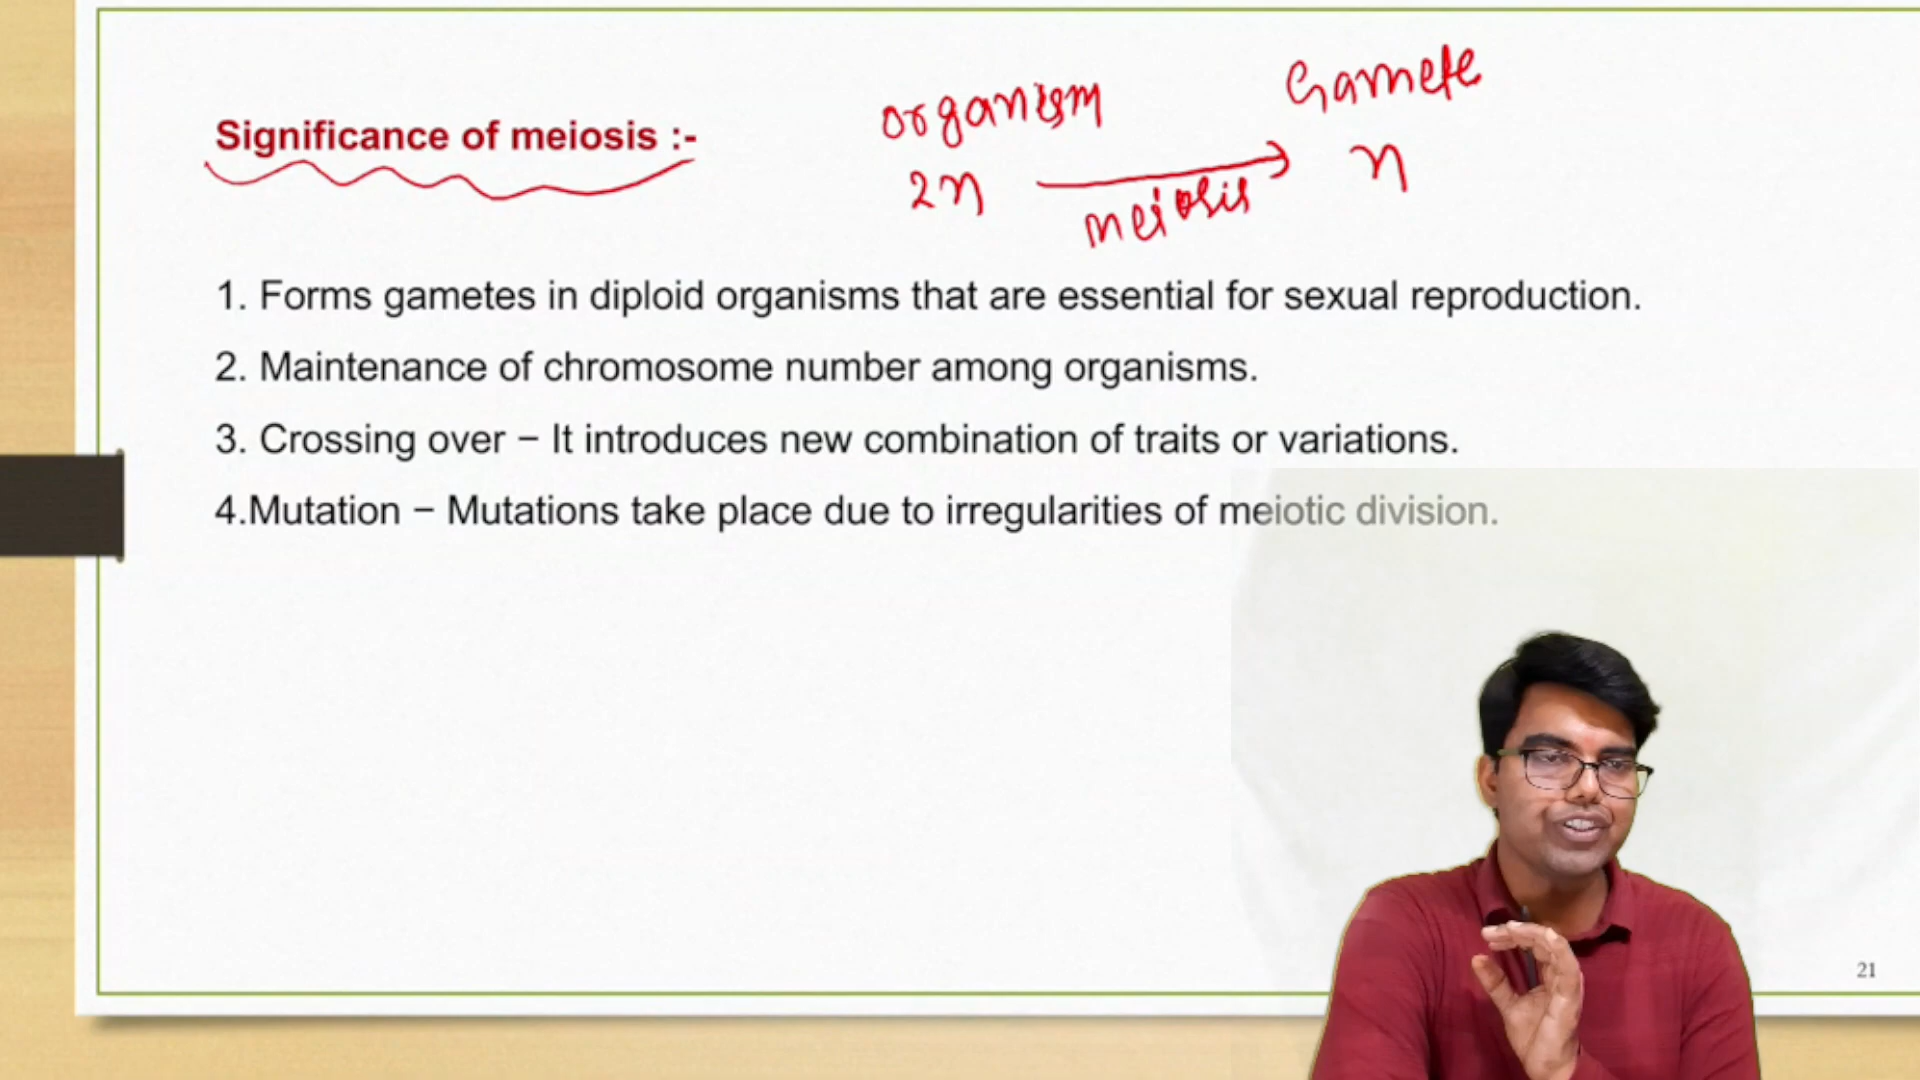 Significance of meiosis :-
organism
Gamete
2n
n
meiosis
1. Forms gametes in diploid organisms that are essential for sexual reproduction.
2. Maintenance of chromosome number among organisms.
3. Crossing over − It introduces new combination of traits or variations.
4.Mutation − Mutations take place due to irregularities of meiotic division.
21